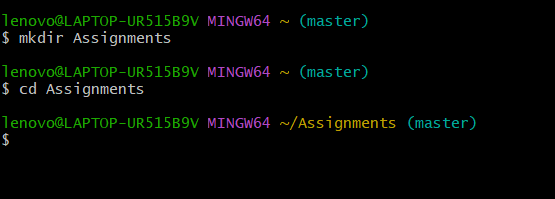 lenovo@LAPTOP-UR515B9V MINGW64 ~ (master)
$ mkdir Assignments
lenovo@LAPTOP-UR515B9V MINGW64 ~ (master)
$ cd Assignments
lenovo@LAPTOP-UR515B9V MINGW64 ~/Assignments (master)
$